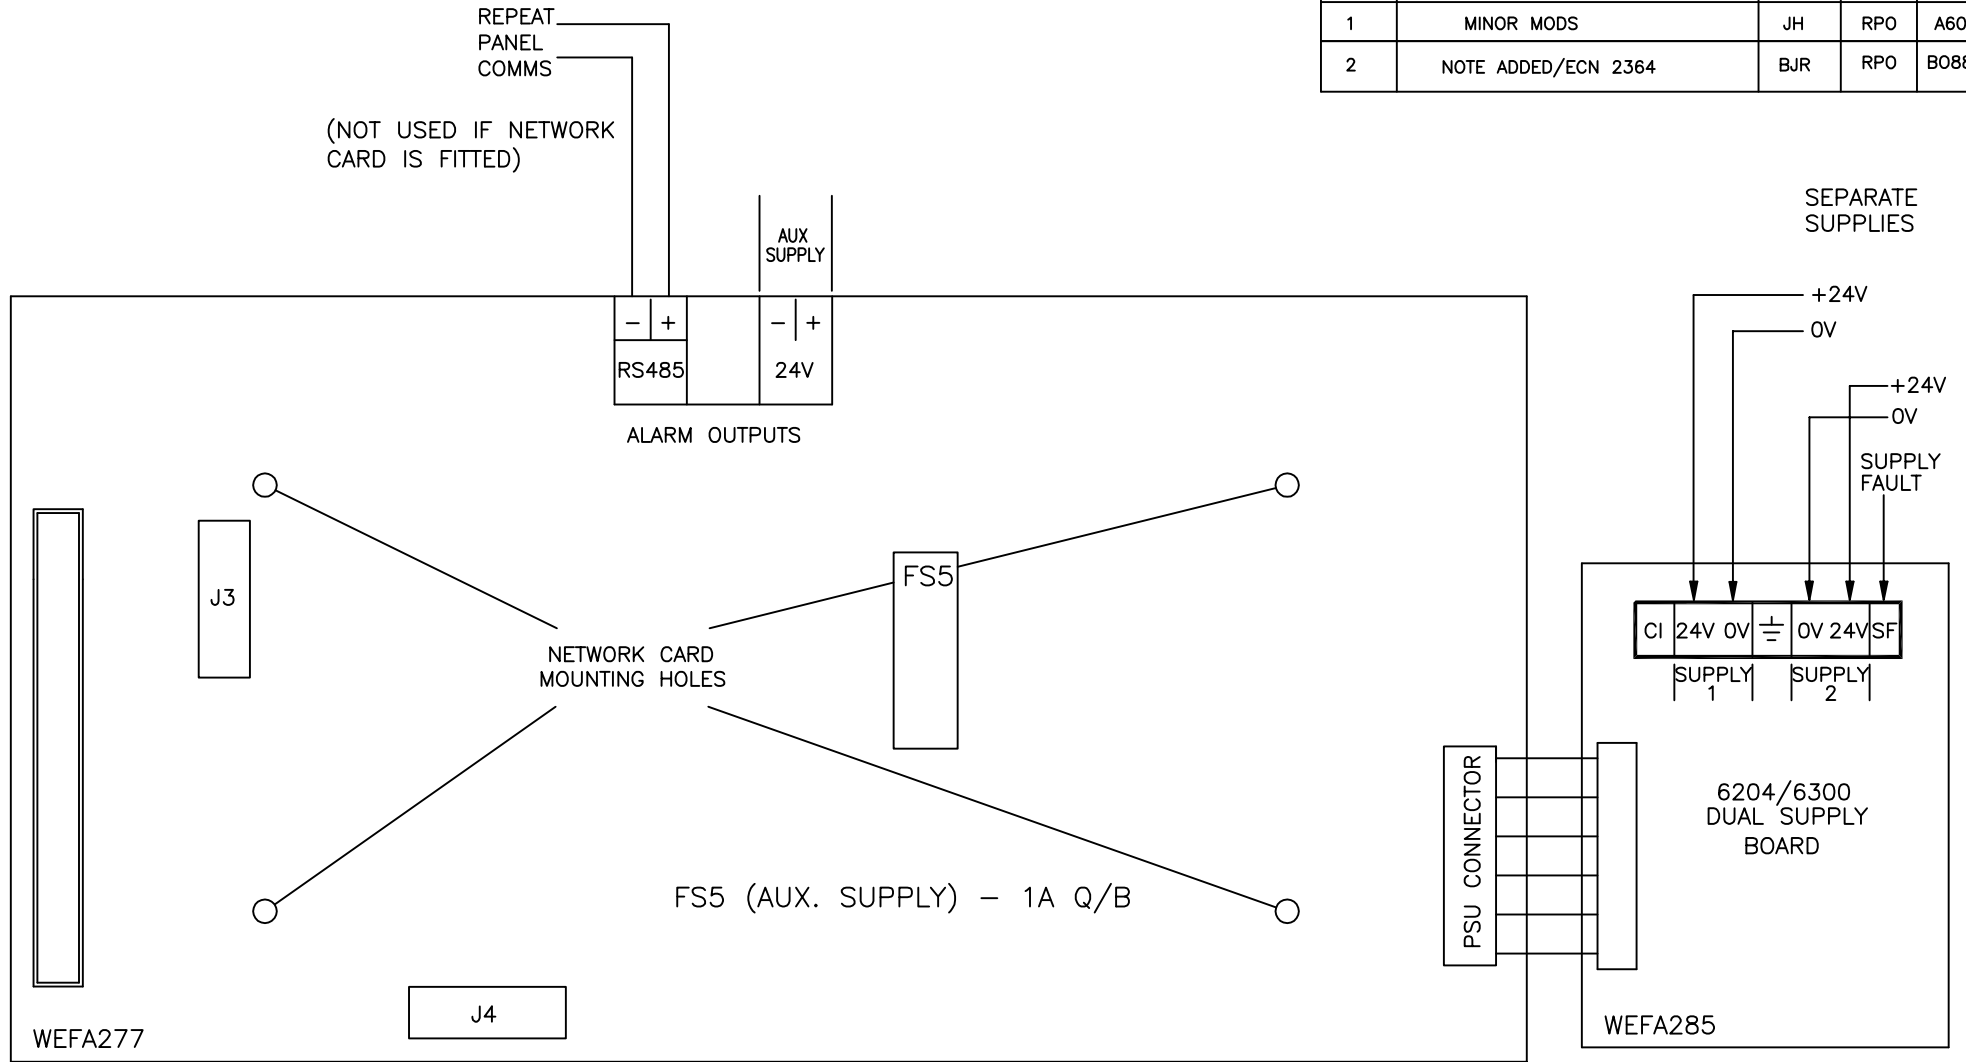 REPEAT
PANEL
COMMS
(NOT USED IF NETWORK
CARD IS FITTED)
1 MINOR MODS JH RPO
2 NOTE ADDED/ECN 2364 BJR RPO
AUX
SUPPLY
SEPARATE
SUPPLIES
+24V
0V
+24V
0V
SUPPLY
FAULT
− + − +
RS485 24V
ALARM OUTPUTS
J3
FS5
NETWORK CARD
MOUNTING HOLES
CI 24V 0V 0V 24V SF
SUPPLY
1
SUPPLY
2
PSU CONNECTOR
6204/6300
DUAL SUPPLY
BOARD
FS5 (AUX. SUPPLY) − 1A Q/B
J4
WEFA277
WEFA285